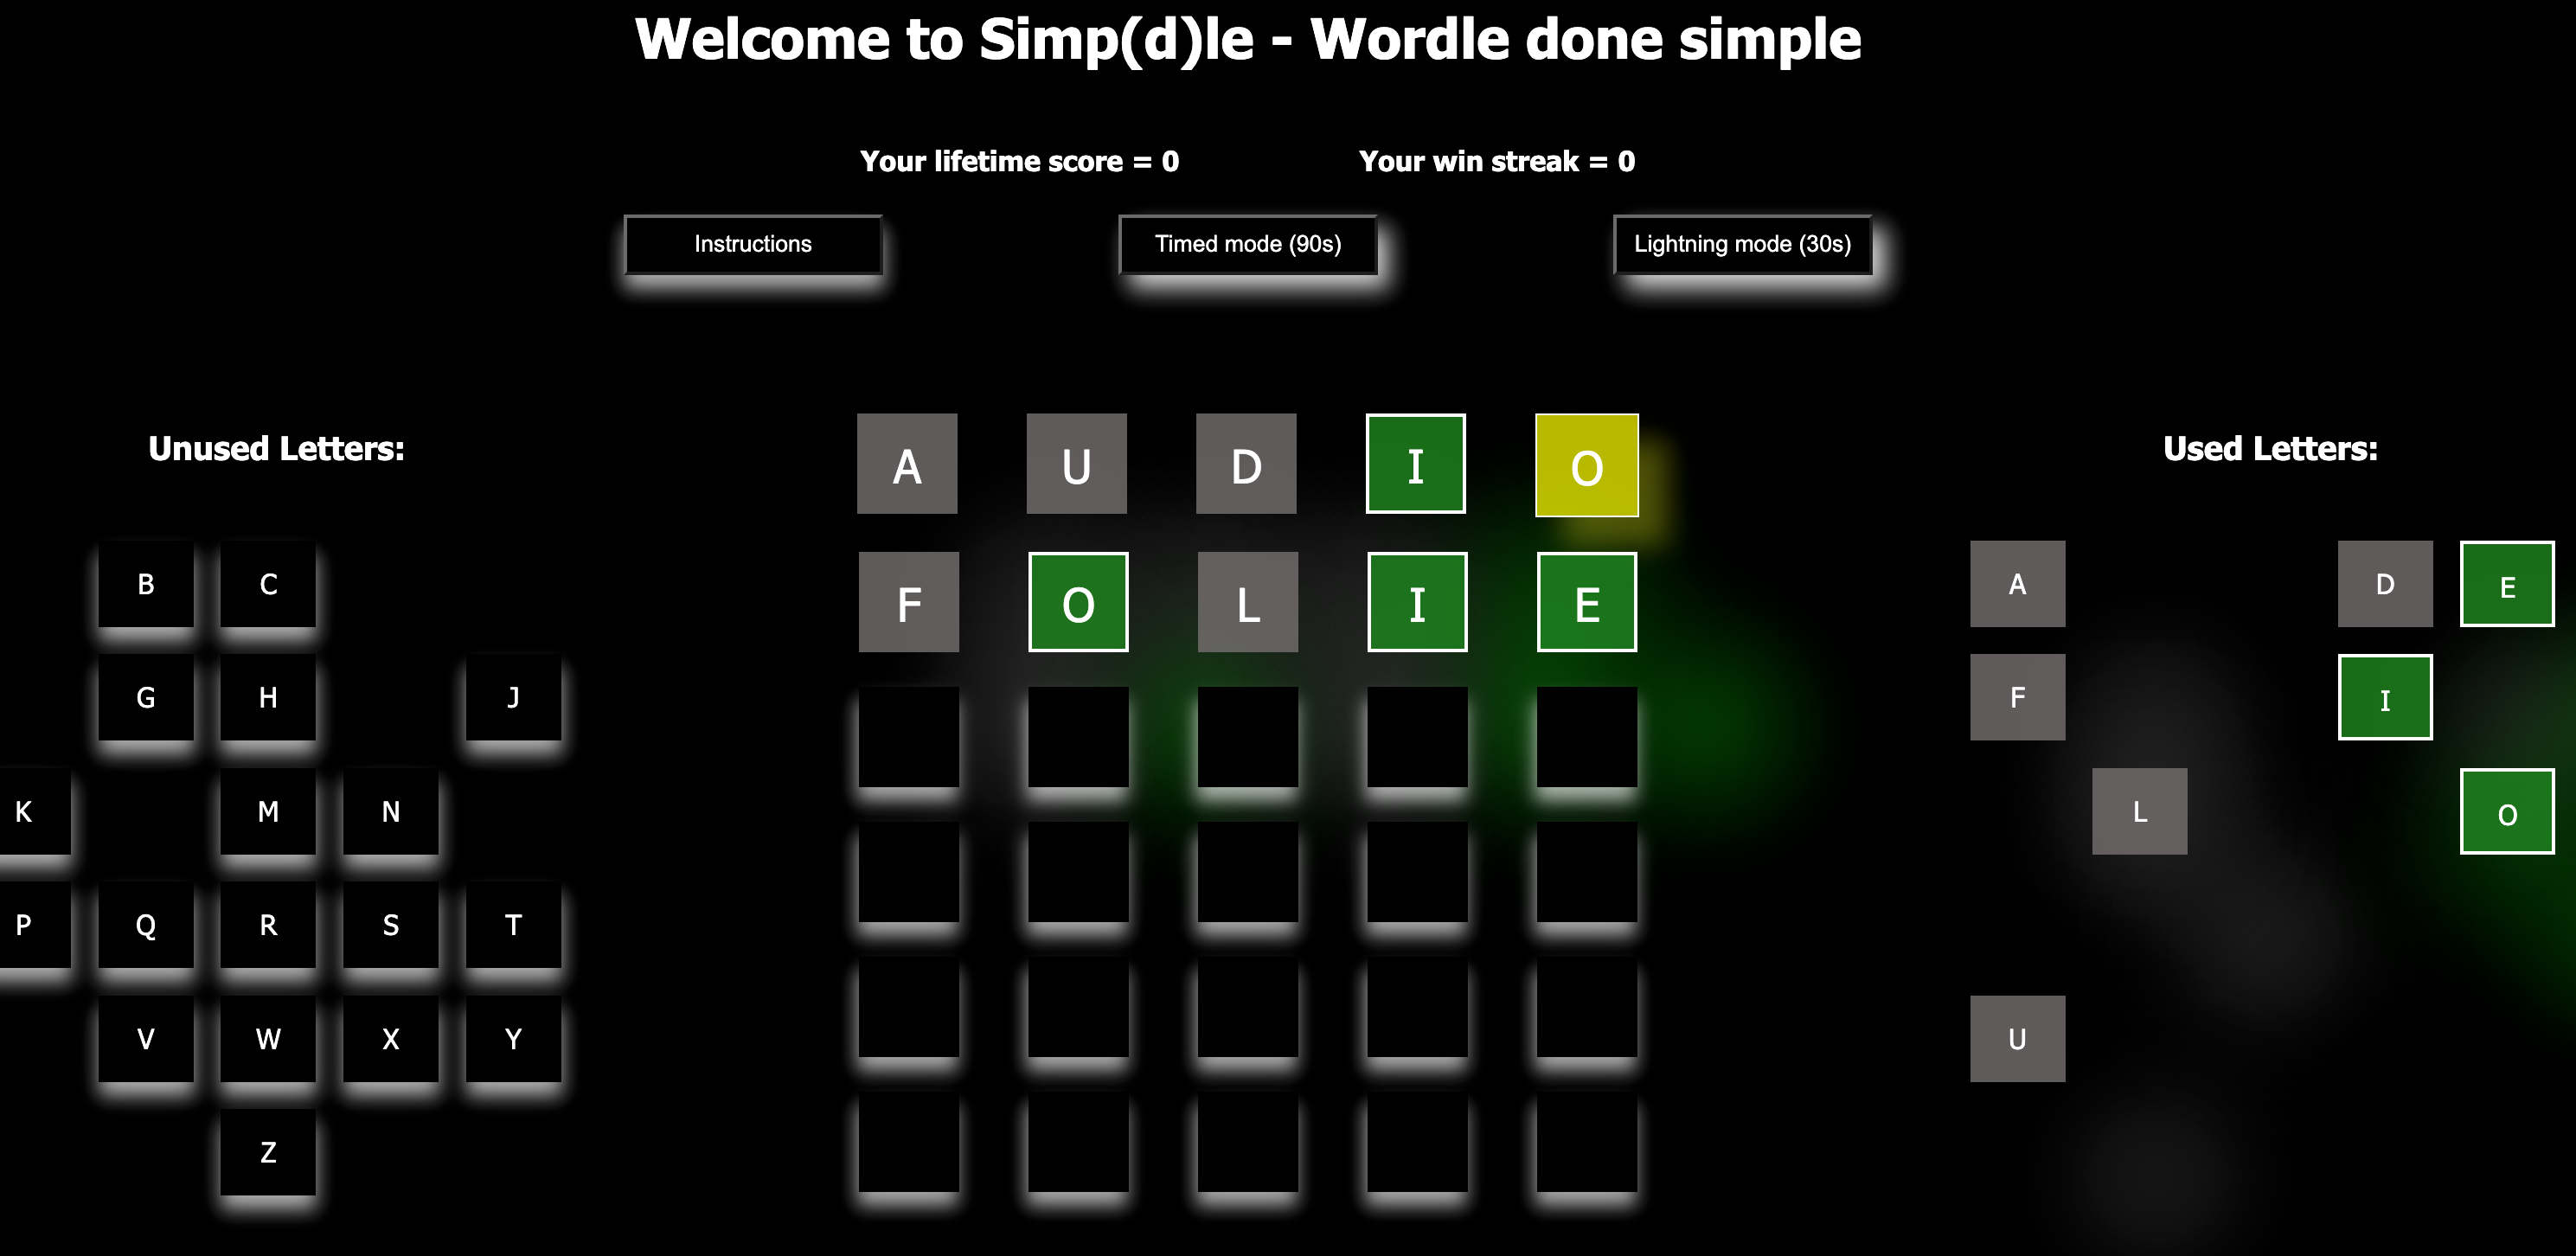 Welcome to Simp(d)le - Wordle done simple
Your lifetime score = 0 Your win streak = 0
Instructions Timed mode (90s) Lightning mode (30s)
Unused Letters:
B C
G H J
K M N
P Q R S T
V W X Y
Z
A U D I O
F O L I E
Used Letters:
A D E
F I
L O
U